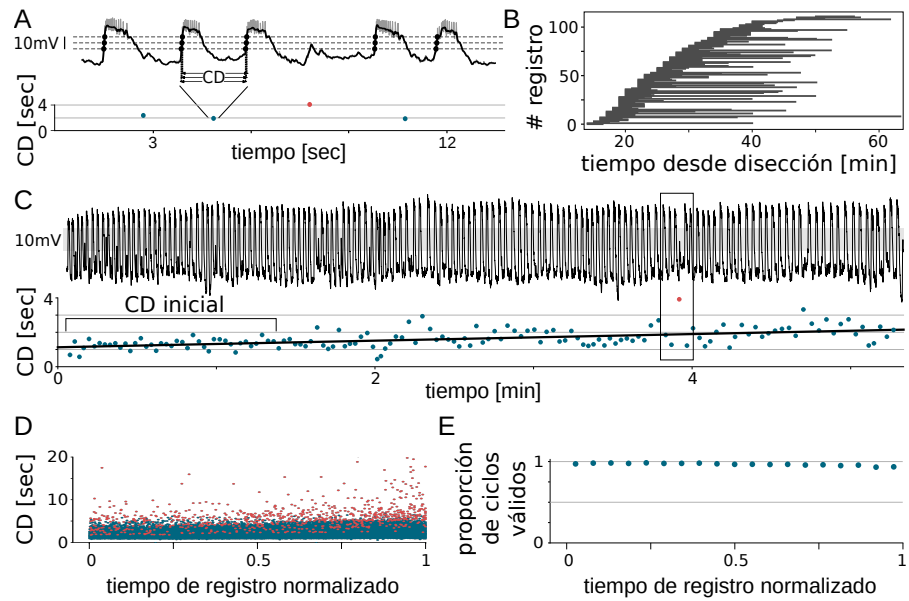 A
10mV
CD
CD [sec]
4
2
0
3
12
tiempo [sec]
B
# registro
100
50
0
20
40
60
tiempo desde disección [min]
C
10mV
CD inicial
CD [sec]
4
2
0
0
2
4
tiempo [min]
D
CD [sec]
20
10
0
0
0.5
1
tiempo de registro normalizado
E
proporción
de ciclos
válidos
1
0
0
0.5
1
tiempo de registro normalizado